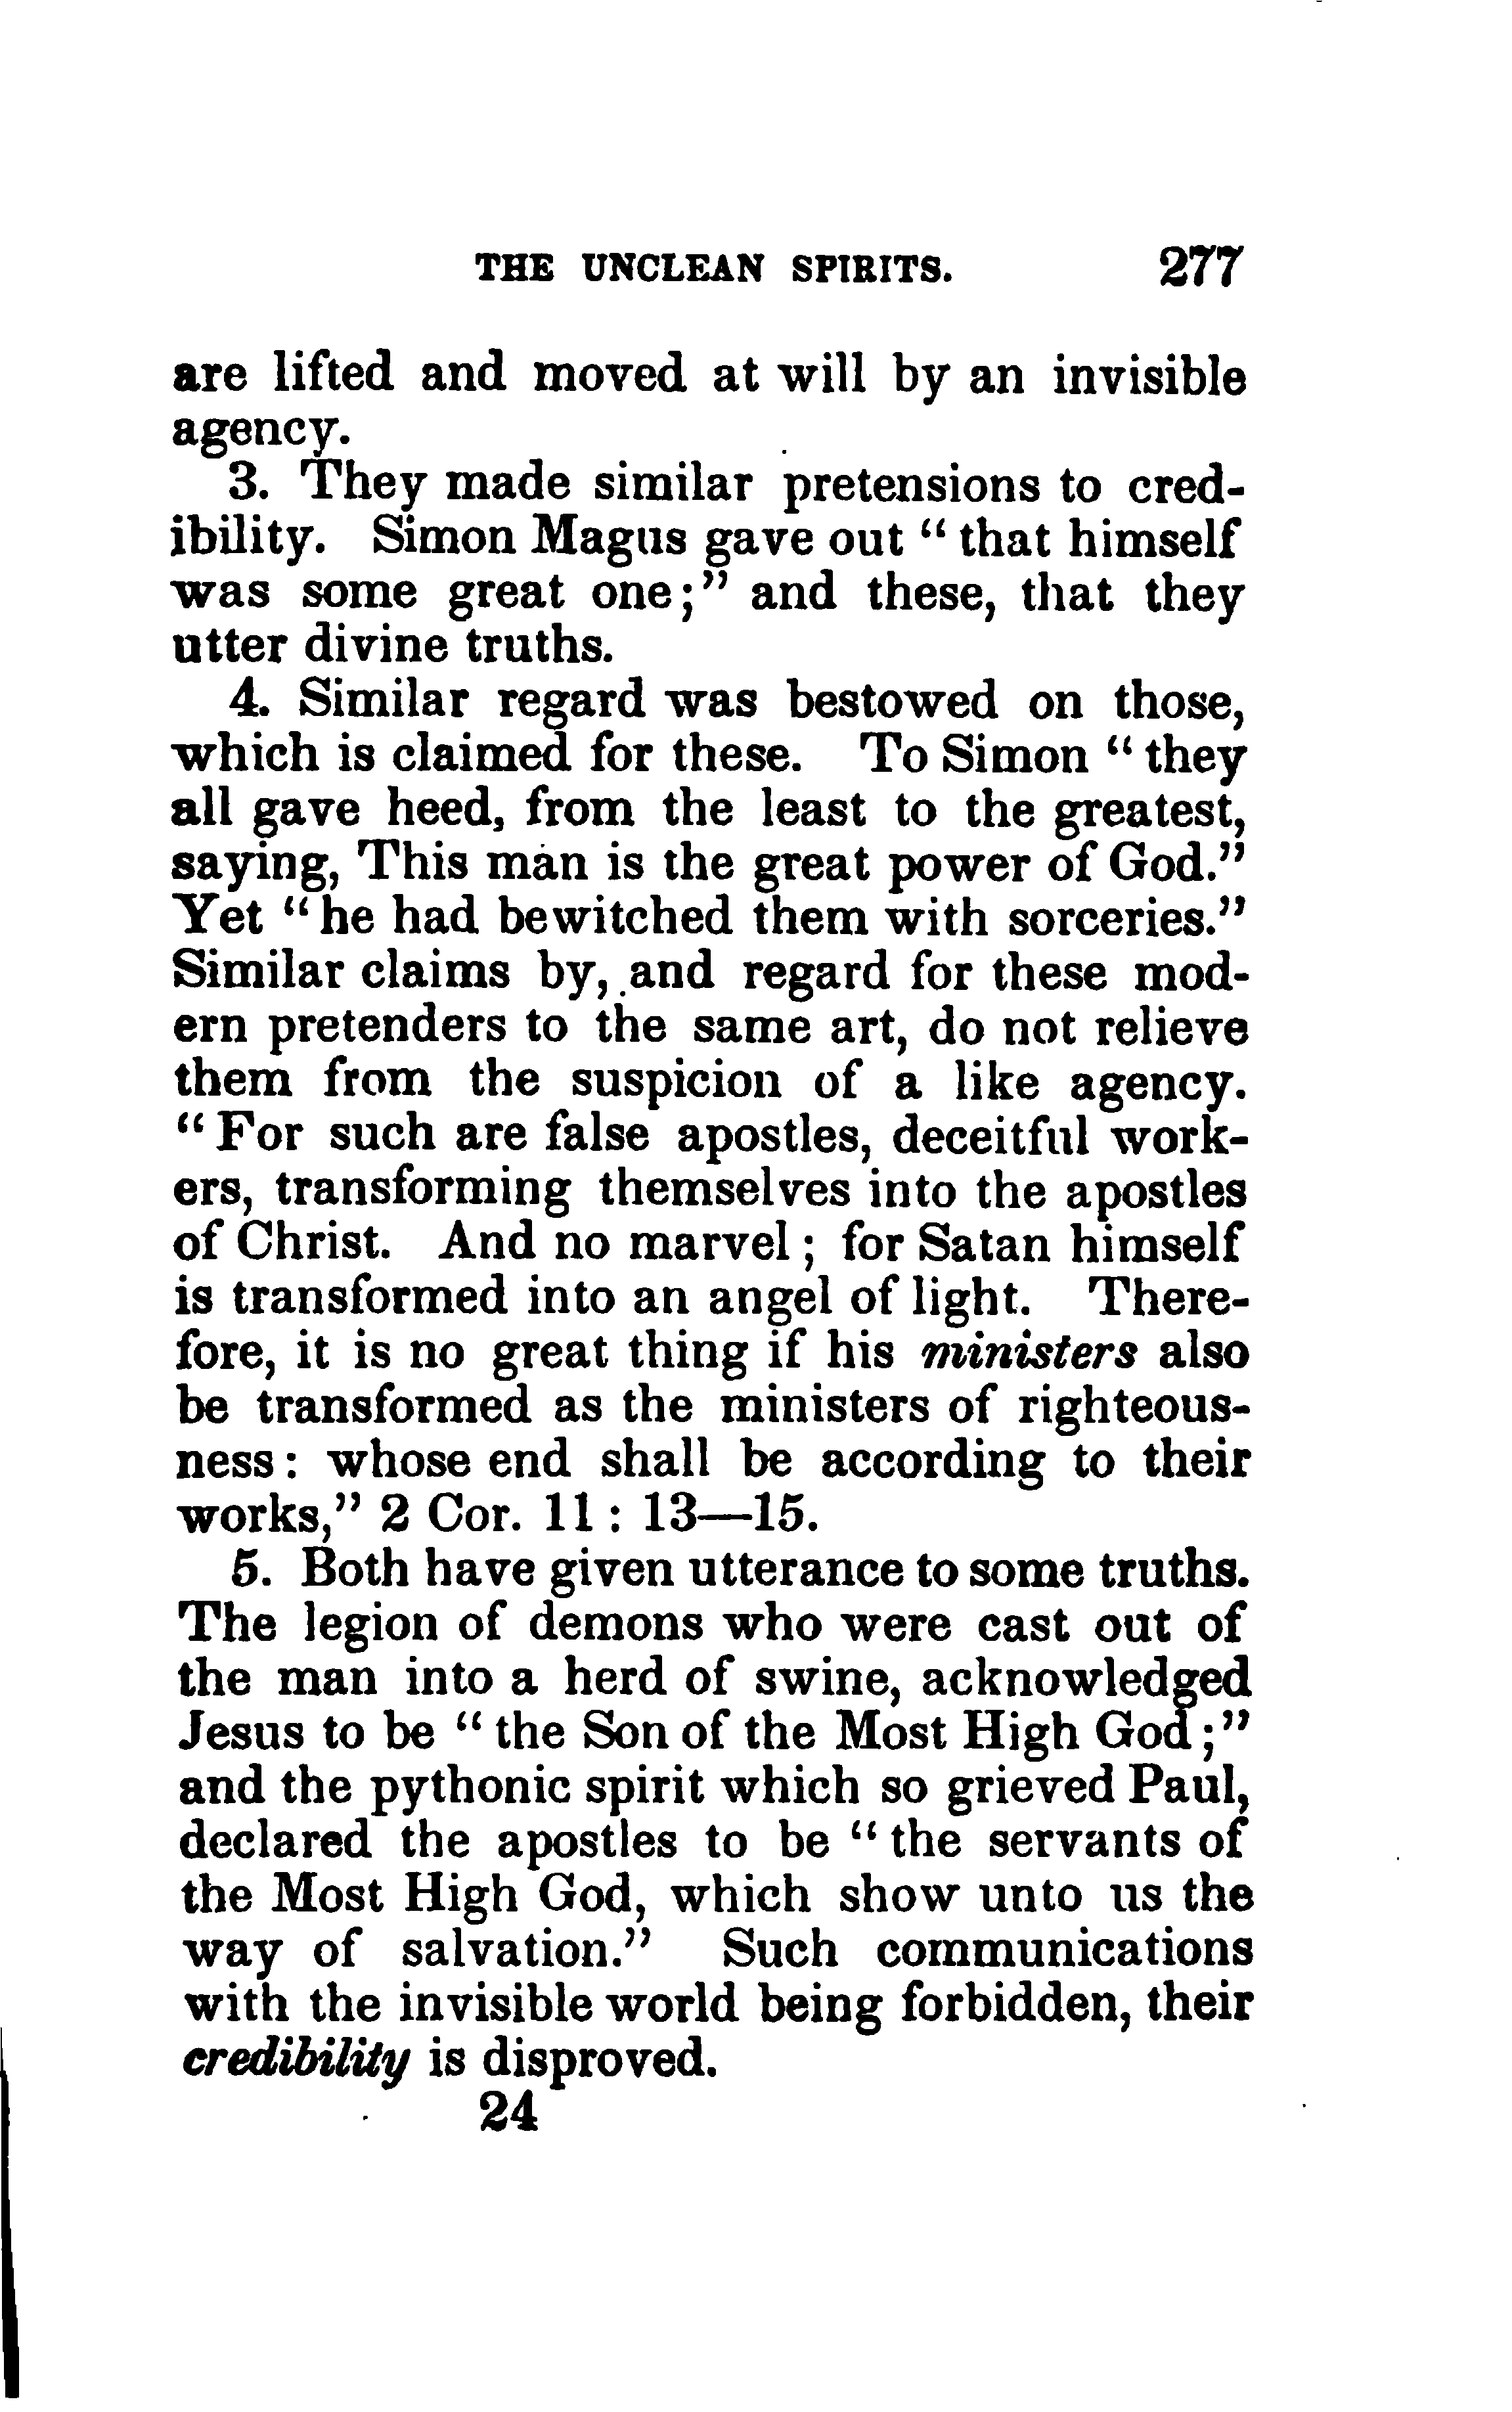 THE UNCLEAN SPIRITS. 277
are lifted and moved at will by an invisible
agency.
3. They made similar pretensions to cred-
ibility. Simon Magus gave out “ that himself
was some great one ;” and these, that they
utter divine truths.
4. Similar regard was bestowed on those,
which is claimed for these. To Simon “ they
all gave heed, from the least to the greatest,
saying, This man is the great power of God.”
Yet “ he had bewitched them with sorceries.”
Similar claims by, and regard for these mod-
ern pretenders to the same art, do not relieve
them from the suspicion of a like agency.
“ For such are false apostles, deceitful work-
ers, transforming themselves into the apostles
of Christ. And no marvel ; for Satan himself
is transformed into an angel of light. There-
fore, it is no great thing if his ministers also
be transformed as the ministers of righteous-
ness : whose end shall be according to their
works,” 2 Cor. 11 : 13—15.
5. Both have given utterance to some truths.
The legion of demons who were cast out of
the man into a herd of swine, acknowledged
Jesus to be “ the Son of the Most High God ;”
and the pythonic spirit which so grieved Paul,
declared the apostles to be “ the servants of
the Most High God, which show unto us the
way of salvation.” Such communications
with the invisible world being forbidden, their
credibility is disproved.
24